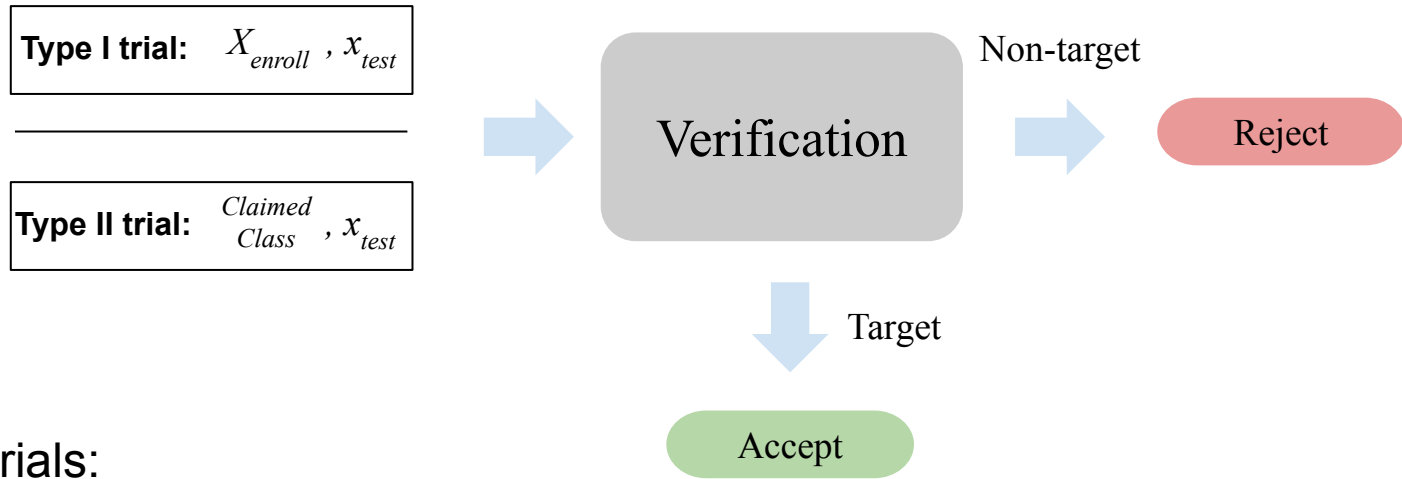 Type I trial: X_enroll , x_test
Non-target
Verification
Reject
Type II trial: Claimed Class , x_test
Target
Accept
rials: